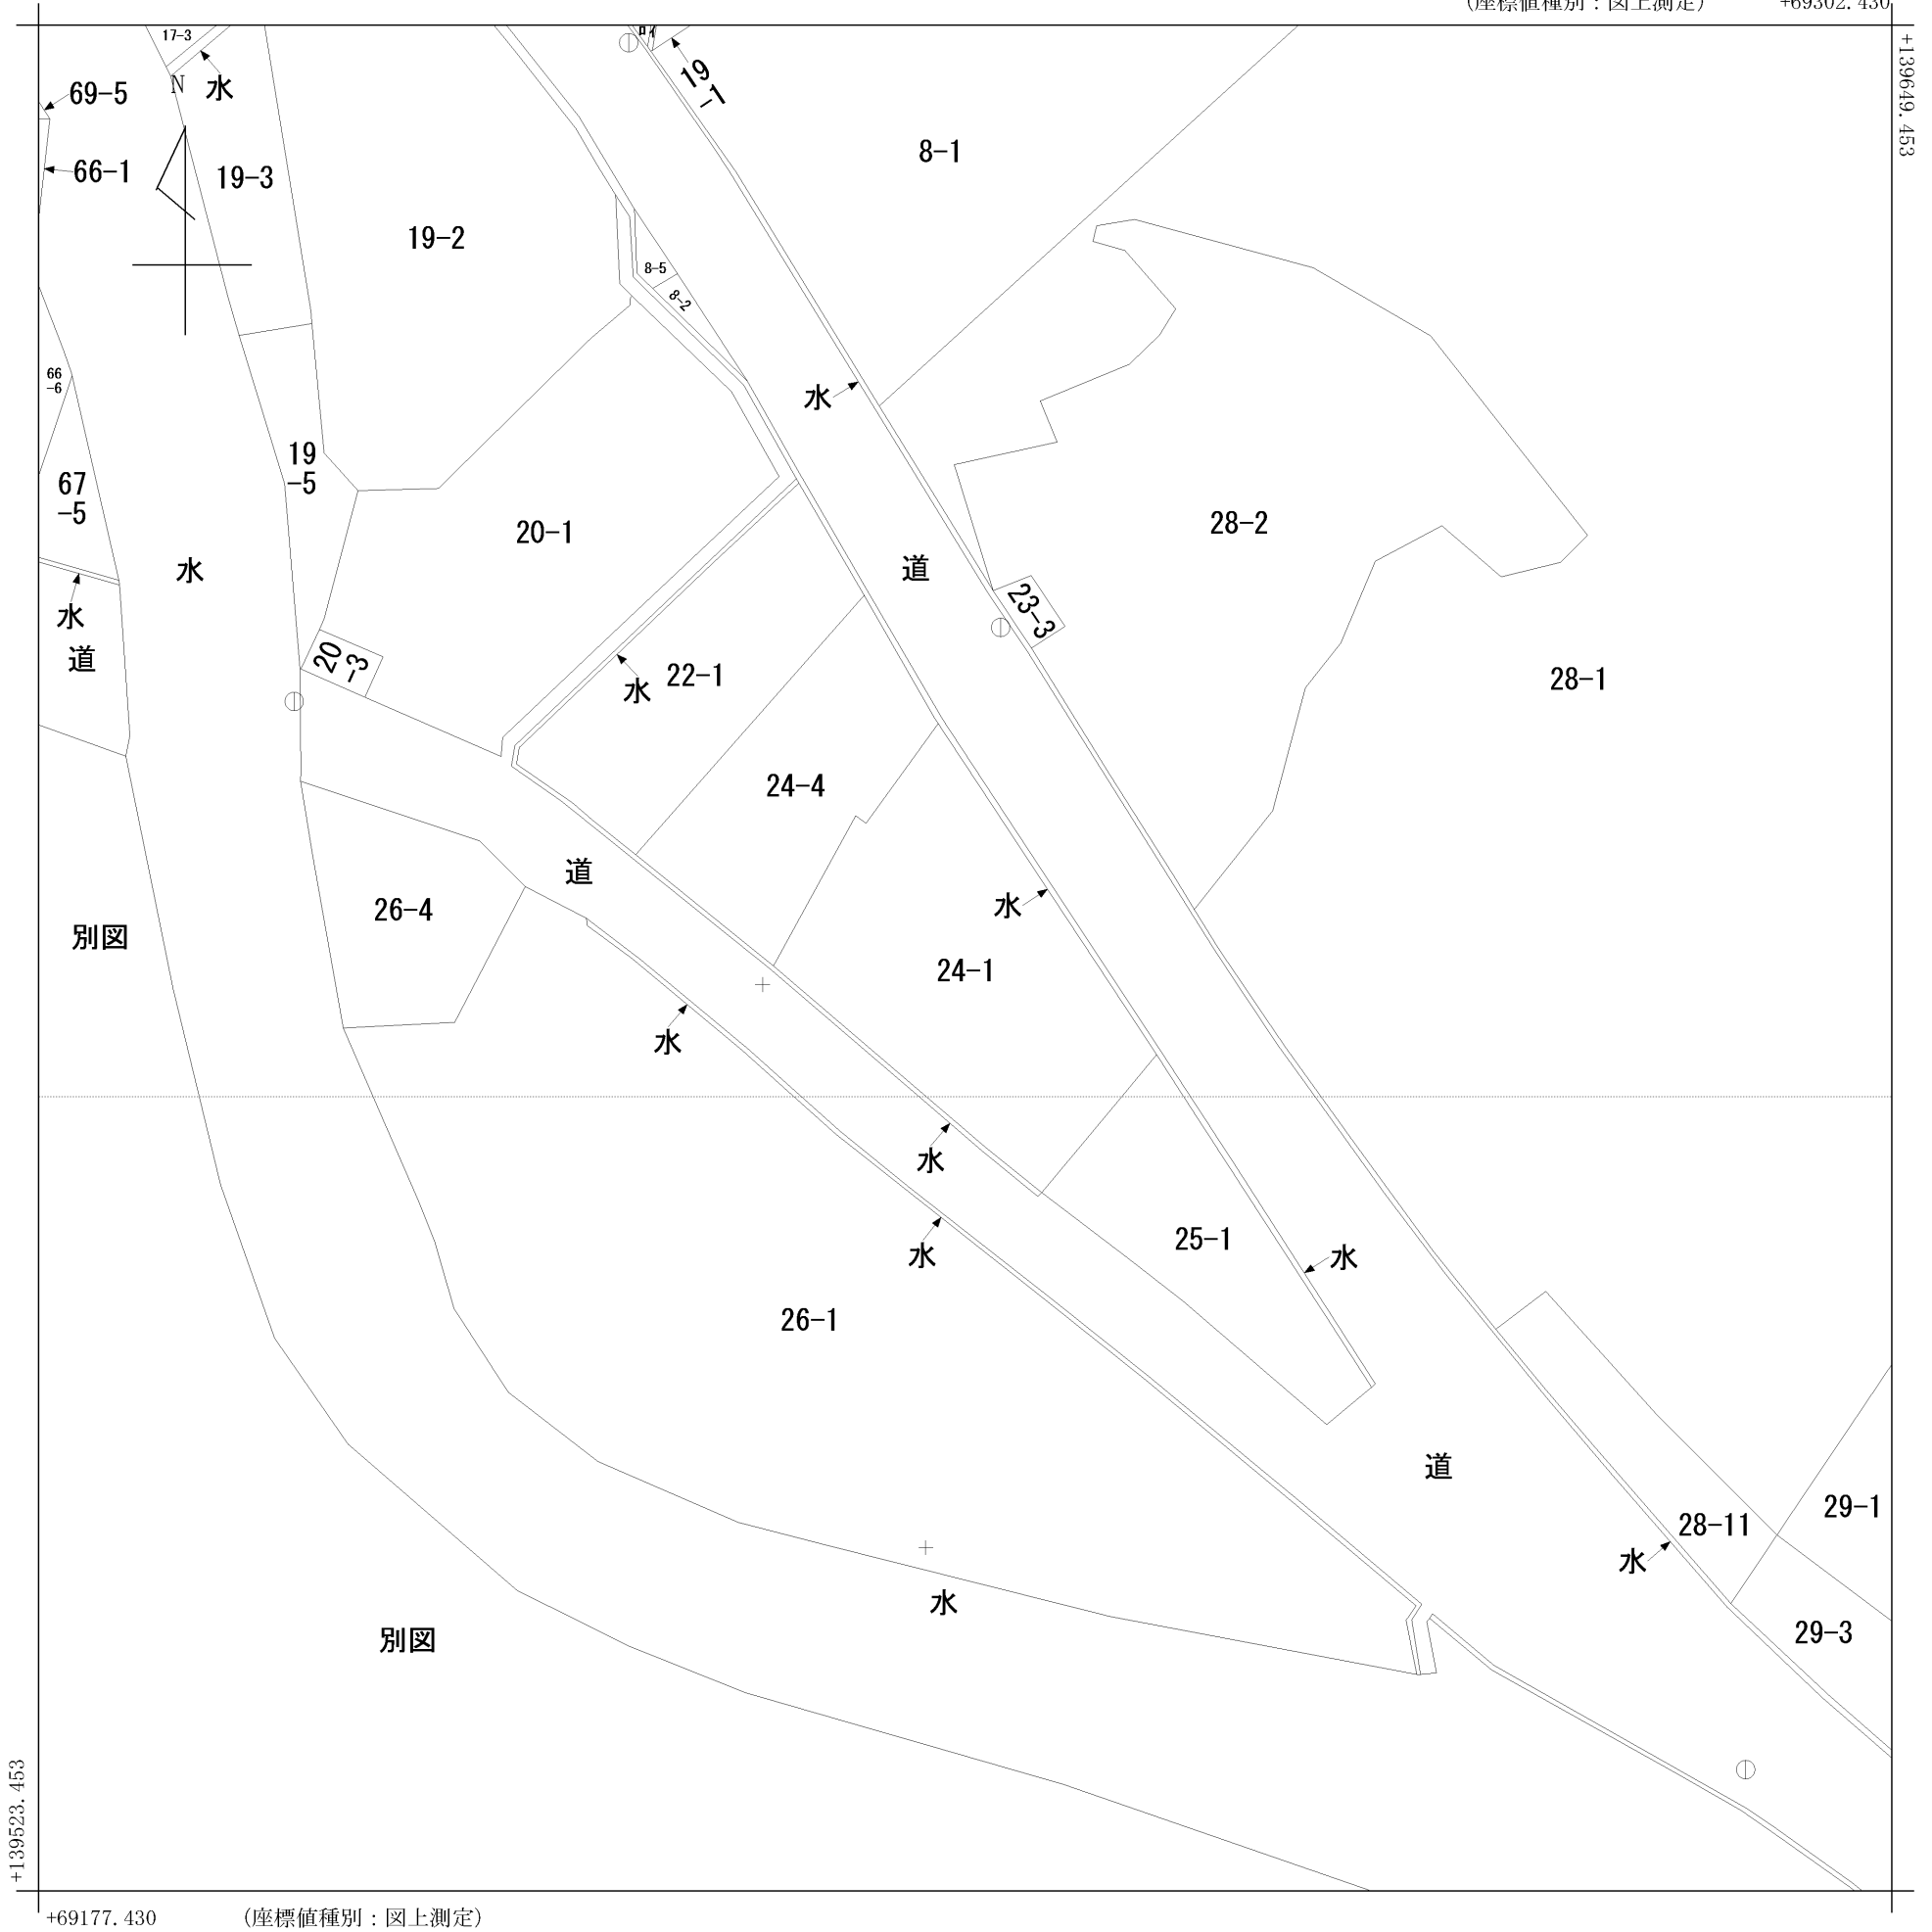 (座標値種別：図上測定) +69302.430
+139649.453
17-3
N
水
69-5
66-1
19-3
19-2
19
-1
8-1
8-5
8-2
66
-6
水
67
-5
19
-5
20-1
28-2
水
道
水
道
23-3
20
-3
22-1
水
28-1
24-4
道
26-4
水
別図
24-1
水
水
25-1
水
水
26-1
道
29-1
28-11
水
水
29-3
別図
+139523.453
+69177.430 (座標値種別：図上測定)